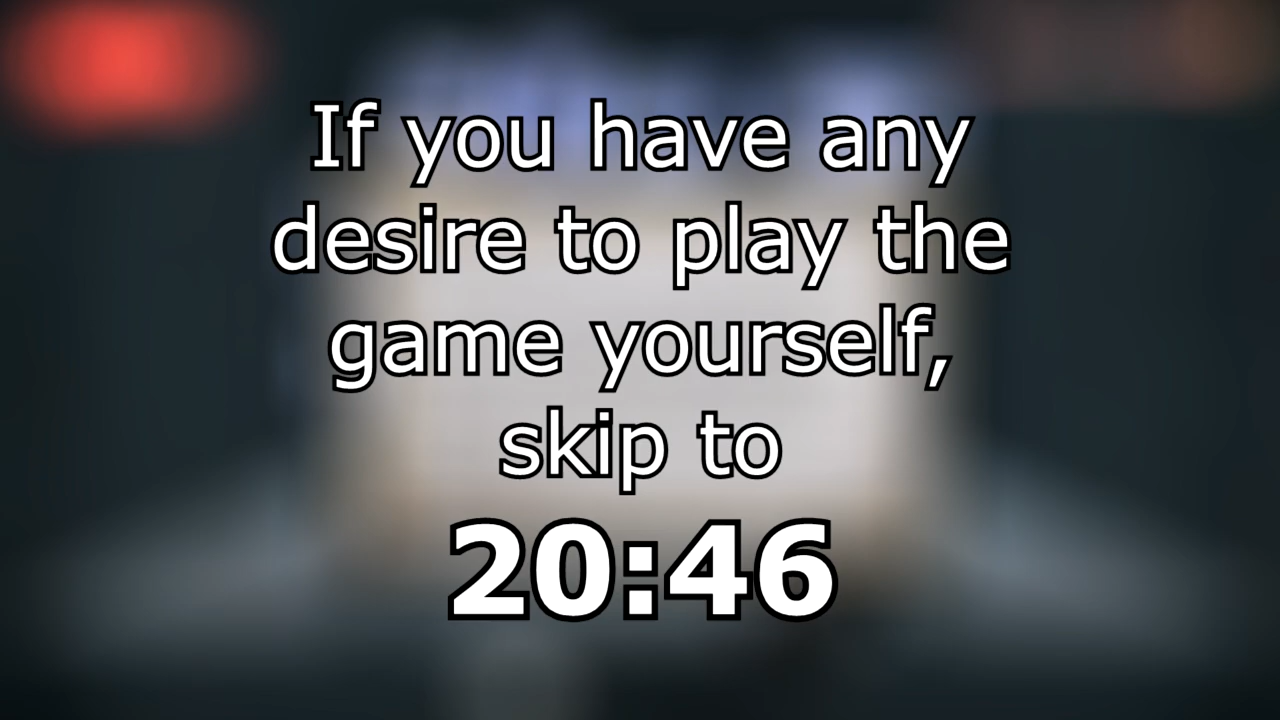 If you have any
desire to play the
game yourself,
skip to
20:46